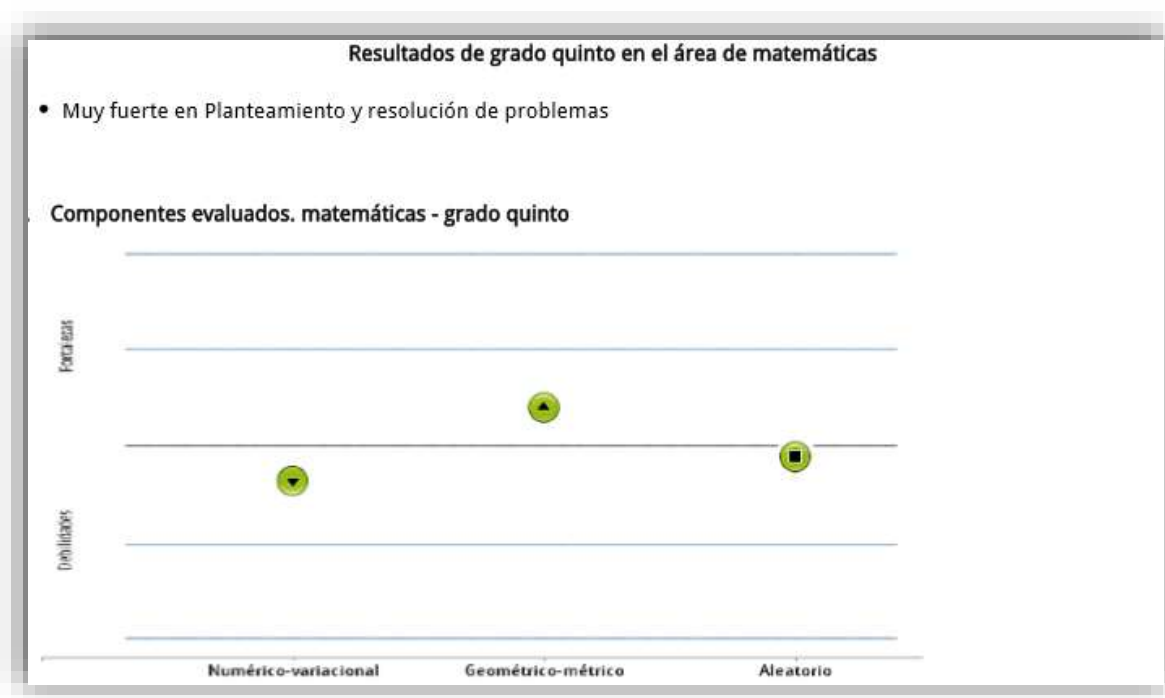 Resultados de grado quinto en el área de matemáticas
• Muy fuerte en Planteamiento y resolución de problemas
. Componentes evaluados. matemáticas - grado quinto
Fortalezas
Debilidades
Numérico-variacional Geométrico-métrico Aleatorio